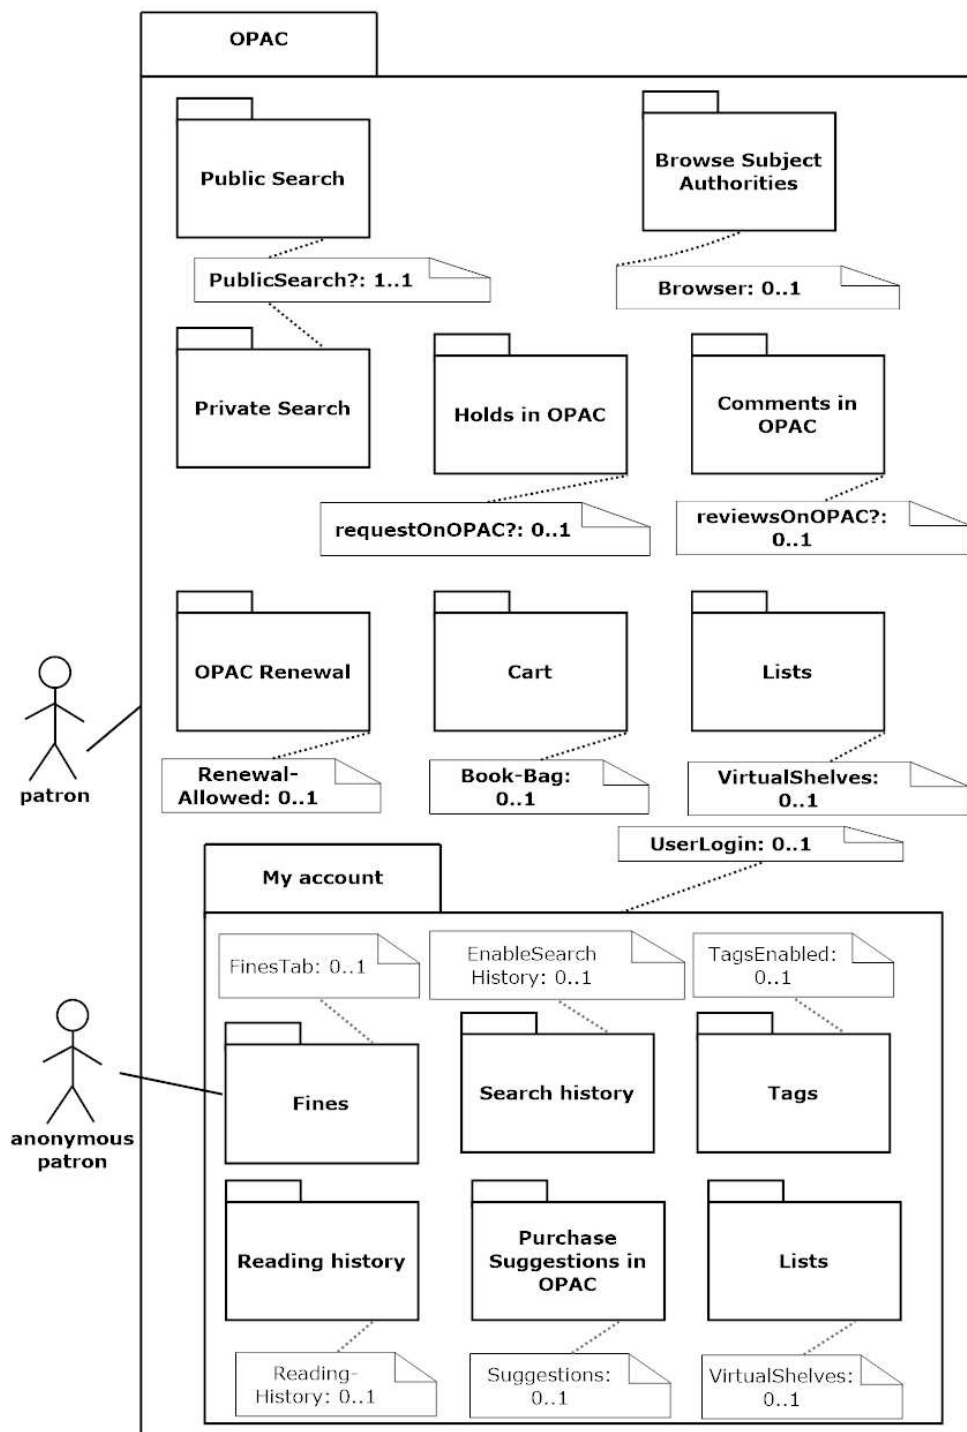 OPAC
Public Search
Browse Subject
Authorities
PublicSearch?: 1..1
Browser: 0..1
Private Search
Holds in OPAC
Comments in
OPAC
requestOnOPAC?: 0..1
reviewsOnOPAC?:
0..1
OPAC Renewal
Cart
Lists
patron
Renewal-
Allowed: 0..1
Book-Bag:
0..1
VirtualShelves:
0..1
UserLogin: 0..1
My account
FinesTab: 0..1
EnableSearch
History: 0..1
TagsEnabled:
0..1
Fines
Search history
Tags
anonymous
patron
Reading history
Purchase
Suggestions in
OPAC
Lists
Reading-
History: 0..1
Suggestions:
0..1
VirtualShelves:
0..1